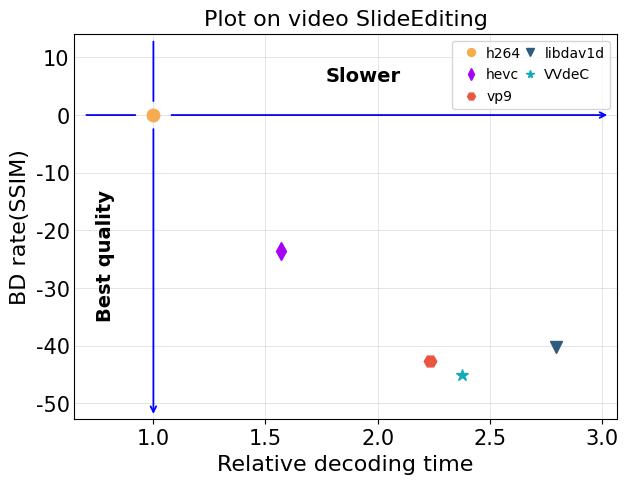 Plot on video SlideEditing
h264
hevc
vp9
libdav1d
VVdeC
Slower
Best quality
BD rate(SSIM)
10
0
-10
-20
-30
-40
-50
1.0
1.5
2.0
2.5
3.0
Relative decoding time